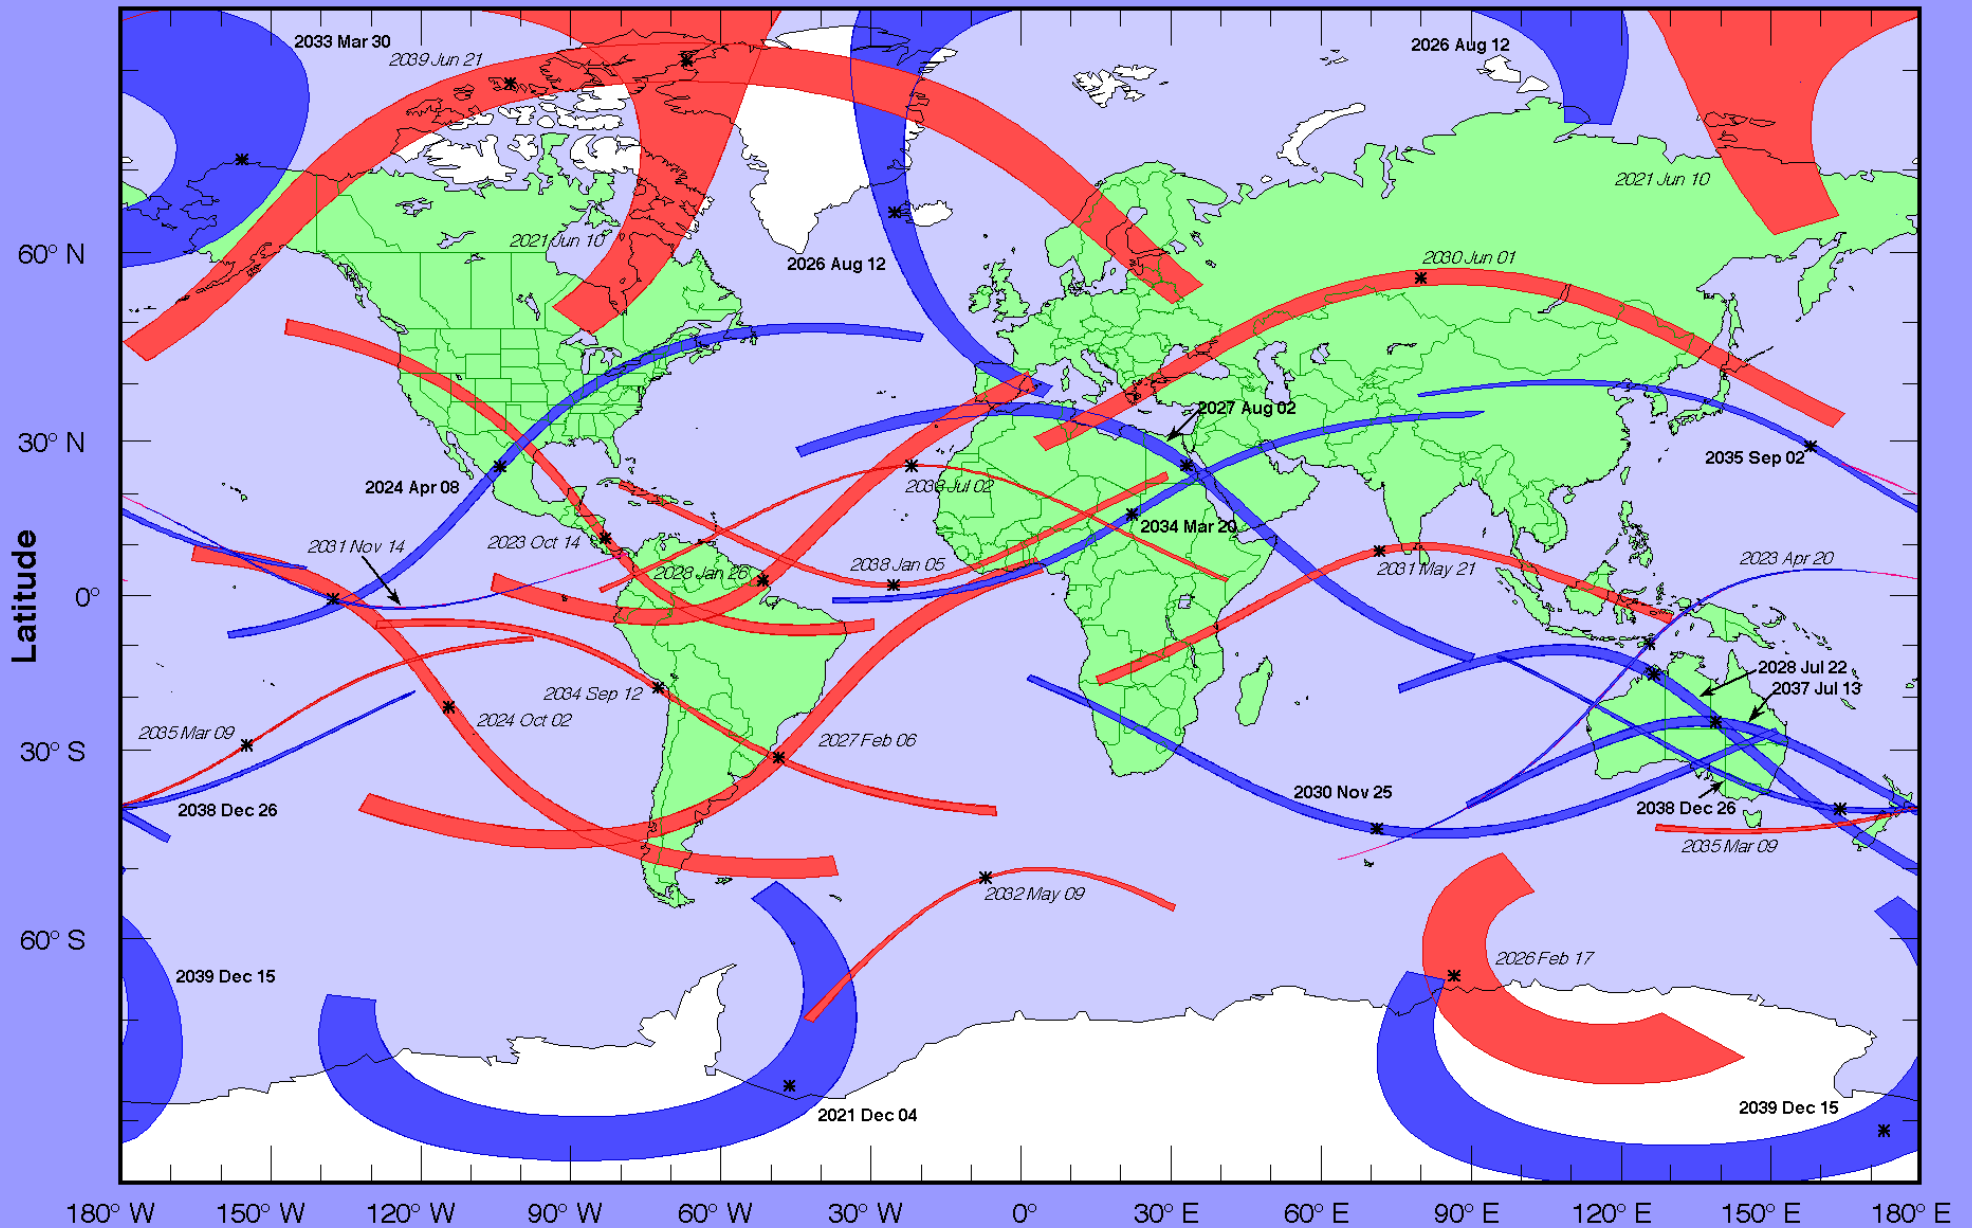 2033 Mar 30
2026 Aug 12
2039 Jun 21
2021 Jun 10
60° N
2021 Jun 10
2026 Aug 12
2030 Jun 01
2027 Aug 02
30° N
2035 Sep 02
2024 Apr 08
2038 Jul 02
2034 Mar 20
2031 Nov 14
2023 Oct 14
2028 Jan 26
2038 Jan 05
2031 May 21
2023 Apr 20
Latitude
0°
2028 Jul 22
2037 Jul 13
2034 Sep 12
2024 Oct 02
2035 Mar 09
2027 Feb 06
30° S
2038 Dec 26
2030 Nov 25
2038 Dec 26
2035 Mar 09
2032 May 09
60° S
2026 Feb 17
2039 Dec 15
2021 Dec 04
2039 Dec 15
180° W 150° W 120° W 90° W 60° W 30° W 0° 30° E 60° E 90° E 120° E 150° E 180° E